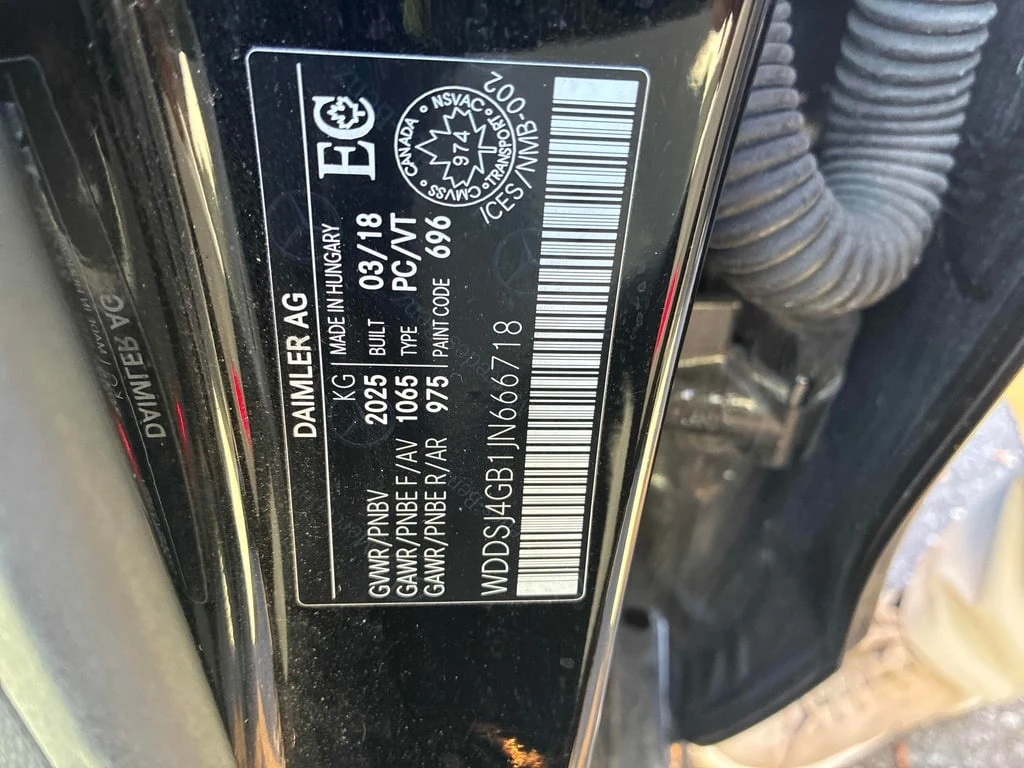 DAIMLER AG
KG MADE IN HUNGARY
GVWR/PNBV 2025 BUILT 03/18
GAWR/PNBE F/AV 1065 TYPE PC/VT
GAWR/PNBE R/AR 975 PAINT CODE 696
WDDSJ4GB1JN666718
EC
CMVSS · CANADA · NSVAC · TRANSPORT
974
ICES/NMB-002
DAIMLER AG